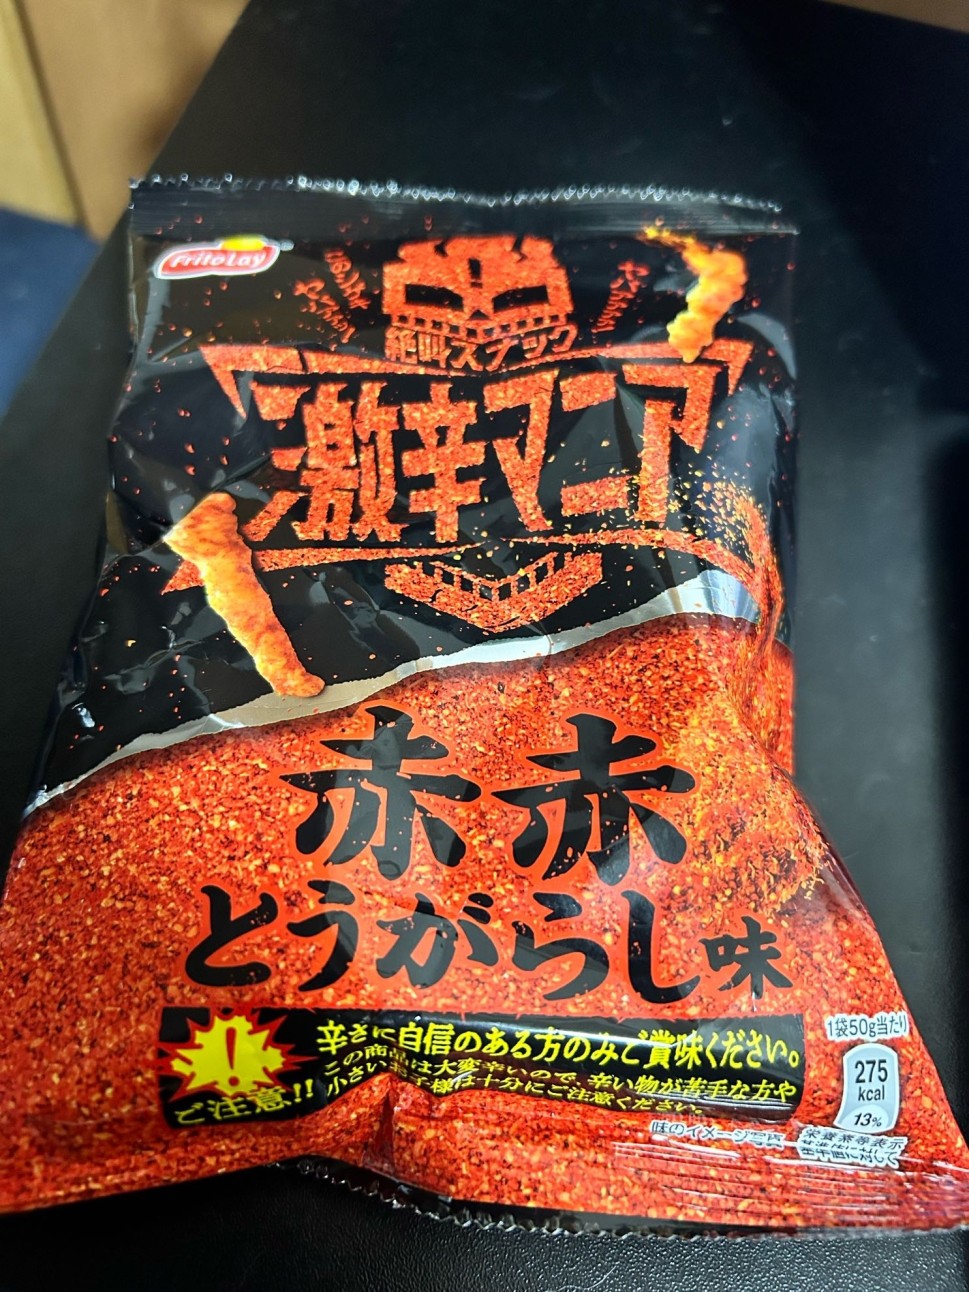 FritoLay
絶叫スナック
激辛マニア
赤赤
とうがらし味
辛さに自信のある方のみご賞味ください。
この商品は大変辛いので、辛い物が苦手な方や
小さいお子様は十分にご注意ください。
ご注意!!
1袋50g当たり
275
kcal
13%
味のイメージ写真